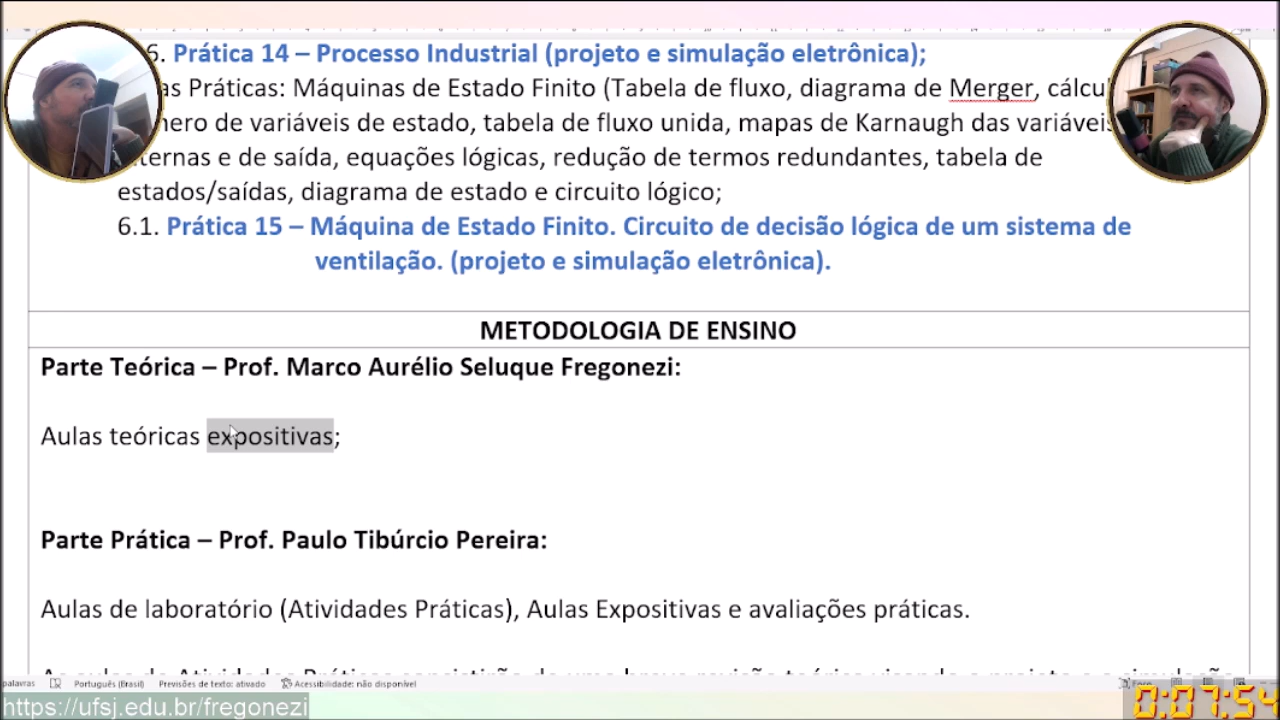 6. Prática 14 – Processo Industrial (projeto e simulação eletrônica);
as Práticas: Máquinas de Estado Finito (Tabela de fluxo, diagrama de Merger,
de variáveis de estado, tabela de fluxo unida, mapas de Karnaugh das variáveis
e de saída, equações lógicas, redução de termos redundantes, tabela de
estados/saídas, diagrama de estado e circuito lógico;
6.1. Prática 15 – Máquina de Estado Finito. Circuito de decisão lógica de um sistema de
ventilação. (projeto e simulação eletrônica).
METODOLOGIA DE ENSINO
Parte Teórica – Prof. Marco Aurélio Seluque Fregonezi:
Aulas teóricas expositivas;
Parte Prática – Prof. Paulo Tibúrcio Pereira:
Aulas de laboratório (Atividades Práticas), Aulas Expositivas e avaliações práticas.
palavras Português (Brasil) Previsões de texto: ativado Acessibilidade: não disponível
https://ufsj.edu.br/fregonezi
0:07:54